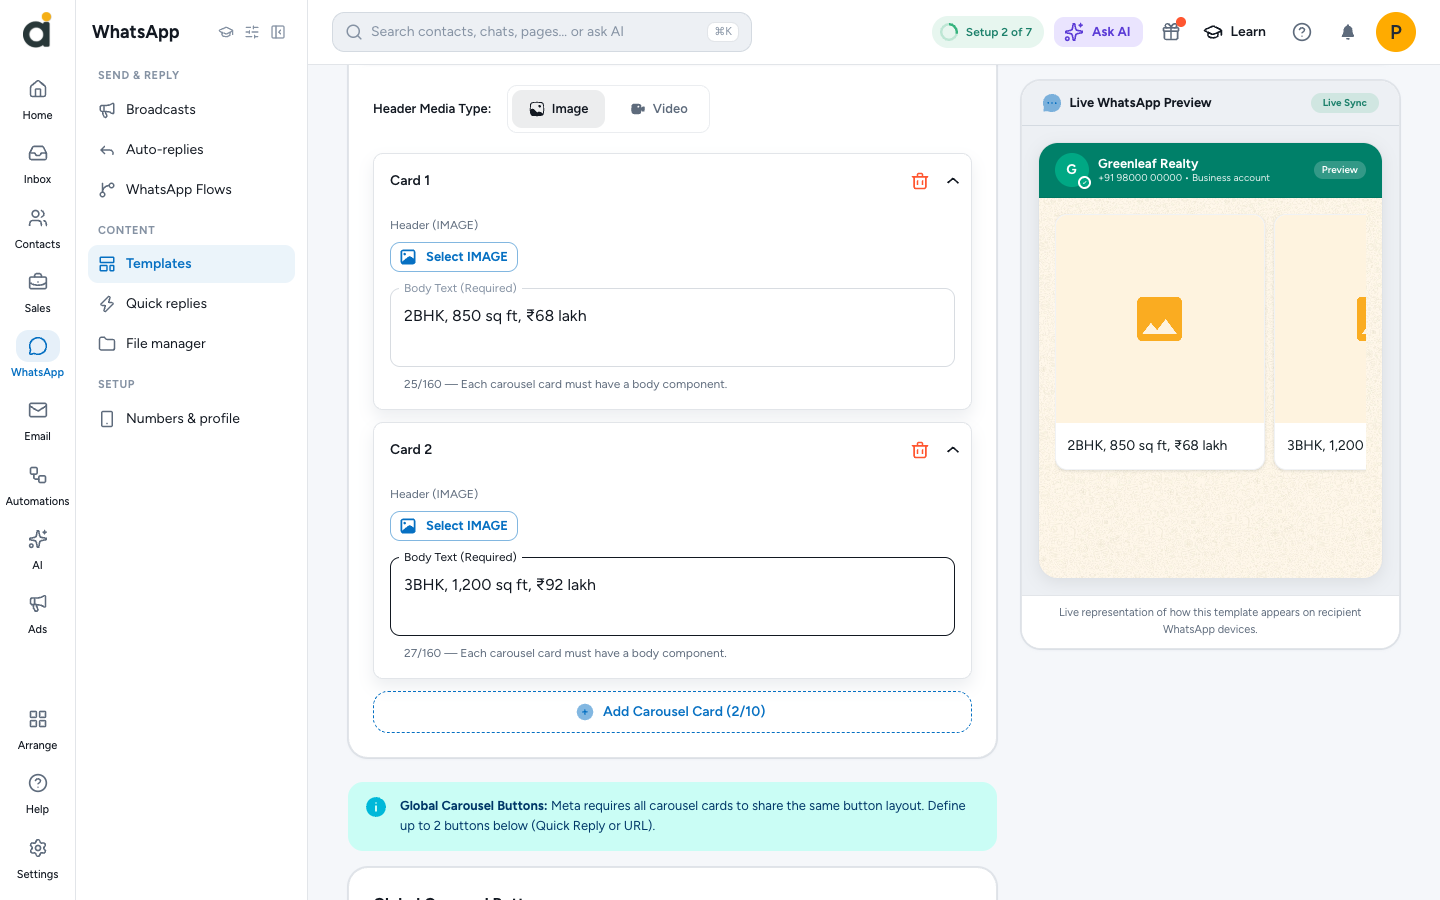 WhatsApp
Search contacts, chats, pages... or ask AI
⌘K
Setup 2 of 7
Ask AI
Learn
P
Home
Inbox
Contacts
Sales
WhatsApp
Email
Automations
AI
Ads
Arrange
Help
Settings
SEND & REPLY
Broadcasts
Auto-replies
WhatsApp Flows
CONTENT
Templates
Quick replies
File manager
SETUP
Numbers & profile
Header Media Type:
Image
Video
Card 1
Header (IMAGE)
Select IMAGE
Body Text (Required)
2BHK, 850 sq ft, ₹68 lakh
25/160 — Each carousel card must have a body component.
Card 2
Header (IMAGE)
Select IMAGE
Body Text (Required)
3BHK, 1,200 sq ft, ₹92 lakh
27/160 — Each carousel card must have a body component.
Add Carousel Card (2/10)
Global Carousel Buttons: Meta requires all carousel cards to share the same button layout. Define
up to 2 buttons below (Quick Reply or URL).
Live WhatsApp Preview
Live Sync
G
Greenleaf Realty
+91 98000 00000 • Business account
Preview
2BHK, 850 sq ft, ₹68 lakh
3BHK, 1,200
Live representation of how this template appears on recipient
WhatsApp devices.